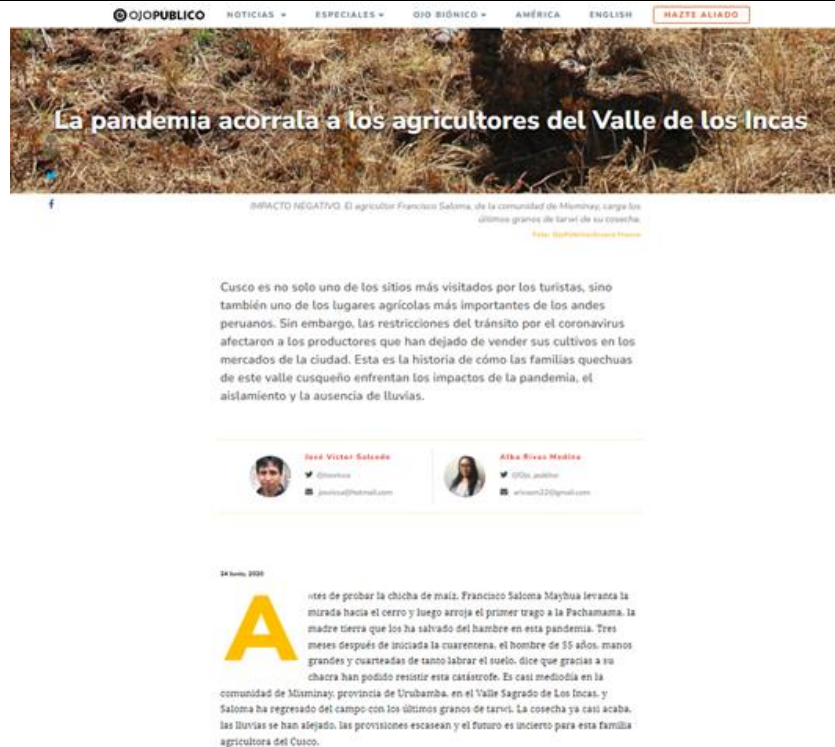 OJOPUBLICO NOTICIAS ESPECIALES OJO BIÓNICO AMÉRICA ENGLISH HAZTE ALIADO
La pandemia acorrala a los agricultores del Valle de los Incas
IMPACTO NEGATIVO. El agricultor Francisco Saloma, de la comunidad de Misminay, carga los
últimos granos de tarwi de su cosecha.
Cusco es no solo uno de los sitios más visitados por los turistas, sino
también uno de los lugares agrícolas más importantes de los andes
peruanos. Sin embargo, las restricciones del tránsito por el coronavirus
afectaron a los productores que han dejado de vender sus cultivos en los
mercados de la ciudad. Esta es la historia de cómo las familias quechuas
de este valle cusqueño enfrentan los impactos de la pandemia, el
aislamiento y la ausencia de lluvias.
José Víctor Salcedo
Alba Rivas Medina
@Ojo_publico
24 Junio, 2020
Antes de probar la chicha de maíz, Francisco Saloma Mayhua levanta la
mirada hacia el cerro y luego arroja el primer trago a la Pachamama, la
madre tierra que los ha salvado del hambre en esta pandemia. Tres
meses después de iniciada la cuarentena, el hombre de 55 años, manos
grandes y cuarteadas de tanto labrar el suelo, dice que gracias a su
chacra han podido resistir esta catástrofe. Es casi mediodía en la
comunidad de Misminay, provincia de Urubamba, en el Valle Sagrado de Los Incas, y
Saloma ha regresado del campo con los últimos granos de tarwi. La cosecha ya casi acaba,
las lluvias se han alejado, las provisiones escasean y el futuro es incierto para esta familia
agricultora del Cusco.